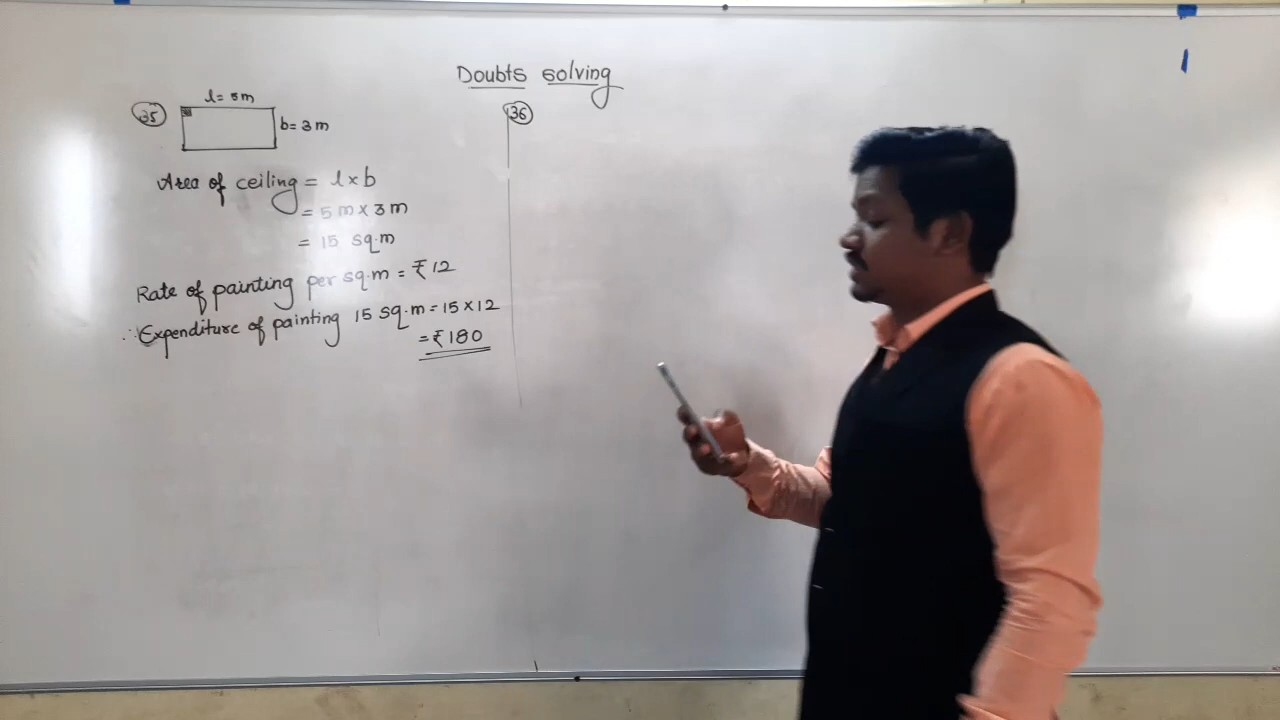 Doubts solving
35
l = 5m
b = 3 m
Area of ceiling = l × b
= 5 m × 3 m
= 15 sq.m
Rate of painting per sq.m = ₹ 12
∴ Expenditure of painting 15 sq.m = 15 × 12
= ₹ 180
36